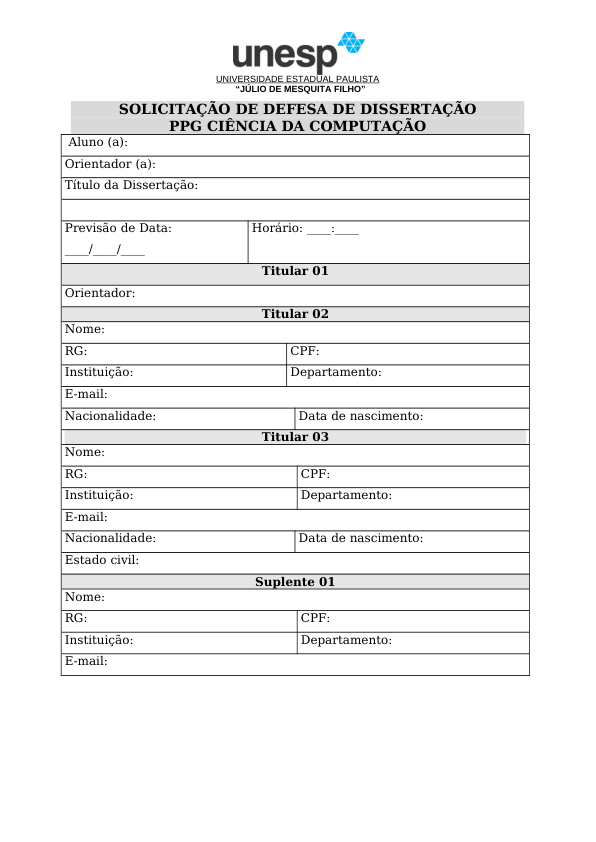 unesp
UNIVERSIDADE ESTADUAL PAULISTA
“JÚLIO DE MESQUITA FILHO”
SOLICITAÇÃO DE DEFESA DE DISSERTAÇÃO
PPG CIÊNCIA DA COMPUTAÇÃO
Aluno (a):
Orientador (a):
Título da Dissertação:
Previsão de Data: Horário: ____:____
____/____/____
Titular 01
Orientador:
Titular 02
Nome:
RG: CPF:
Instituição: Departamento:
E-mail:
Nacionalidade: Data de nascimento:
Titular 03
Nome:
RG: CPF:
Instituição: Departamento:
E-mail:
Nacionalidade: Data de nascimento:
Estado civil:
Suplente 01
Nome:
RG: CPF:
Instituição: Departamento:
E-mail: